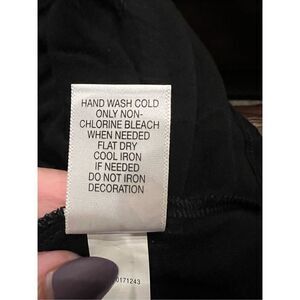 HAND WASH COLD
ONLY NON-
CHLORINE BLEACH
WHEN NEEDED
FLAT DRY
COOL IRON
IF NEEDED
DO NOT IRON
DECORATION
0171243